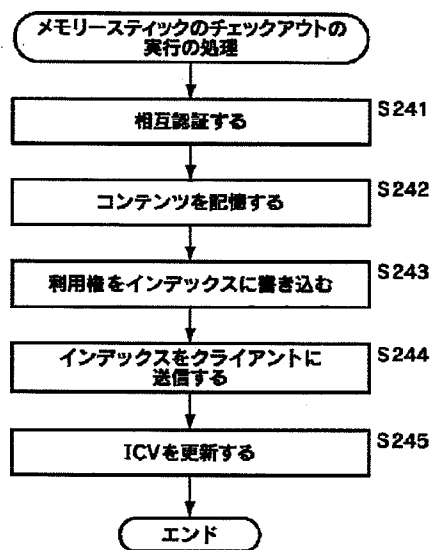 メモリースティックのチェックアウトの
実行の処理
S241
相互認証する
S242
コンテンツを記憶する
S243
利用権をインデックスに書き込む
S244
インデックスをクライアントに
送信する
S245
ICVを更新する
エンド